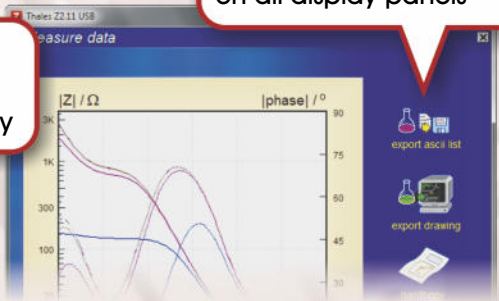 on all display panels
Thales Z2.11 USB
easure data
y
|Z| / Ω
|phase| / °
3K
1K
300
100
90
75
60
45
30
export ascii list
export drawing